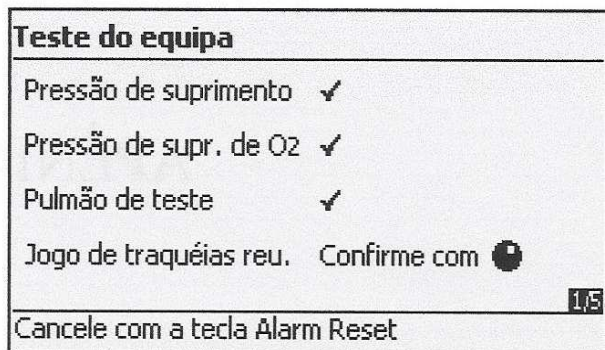 Teste do equipa
Pressão de suprimento ✓
Pressão de supr. de O2 ✓
Pulmão de teste ✓
Jogo de traquéias reu. Confirme com
1/5
Cancele com a tecla Alarm Reset